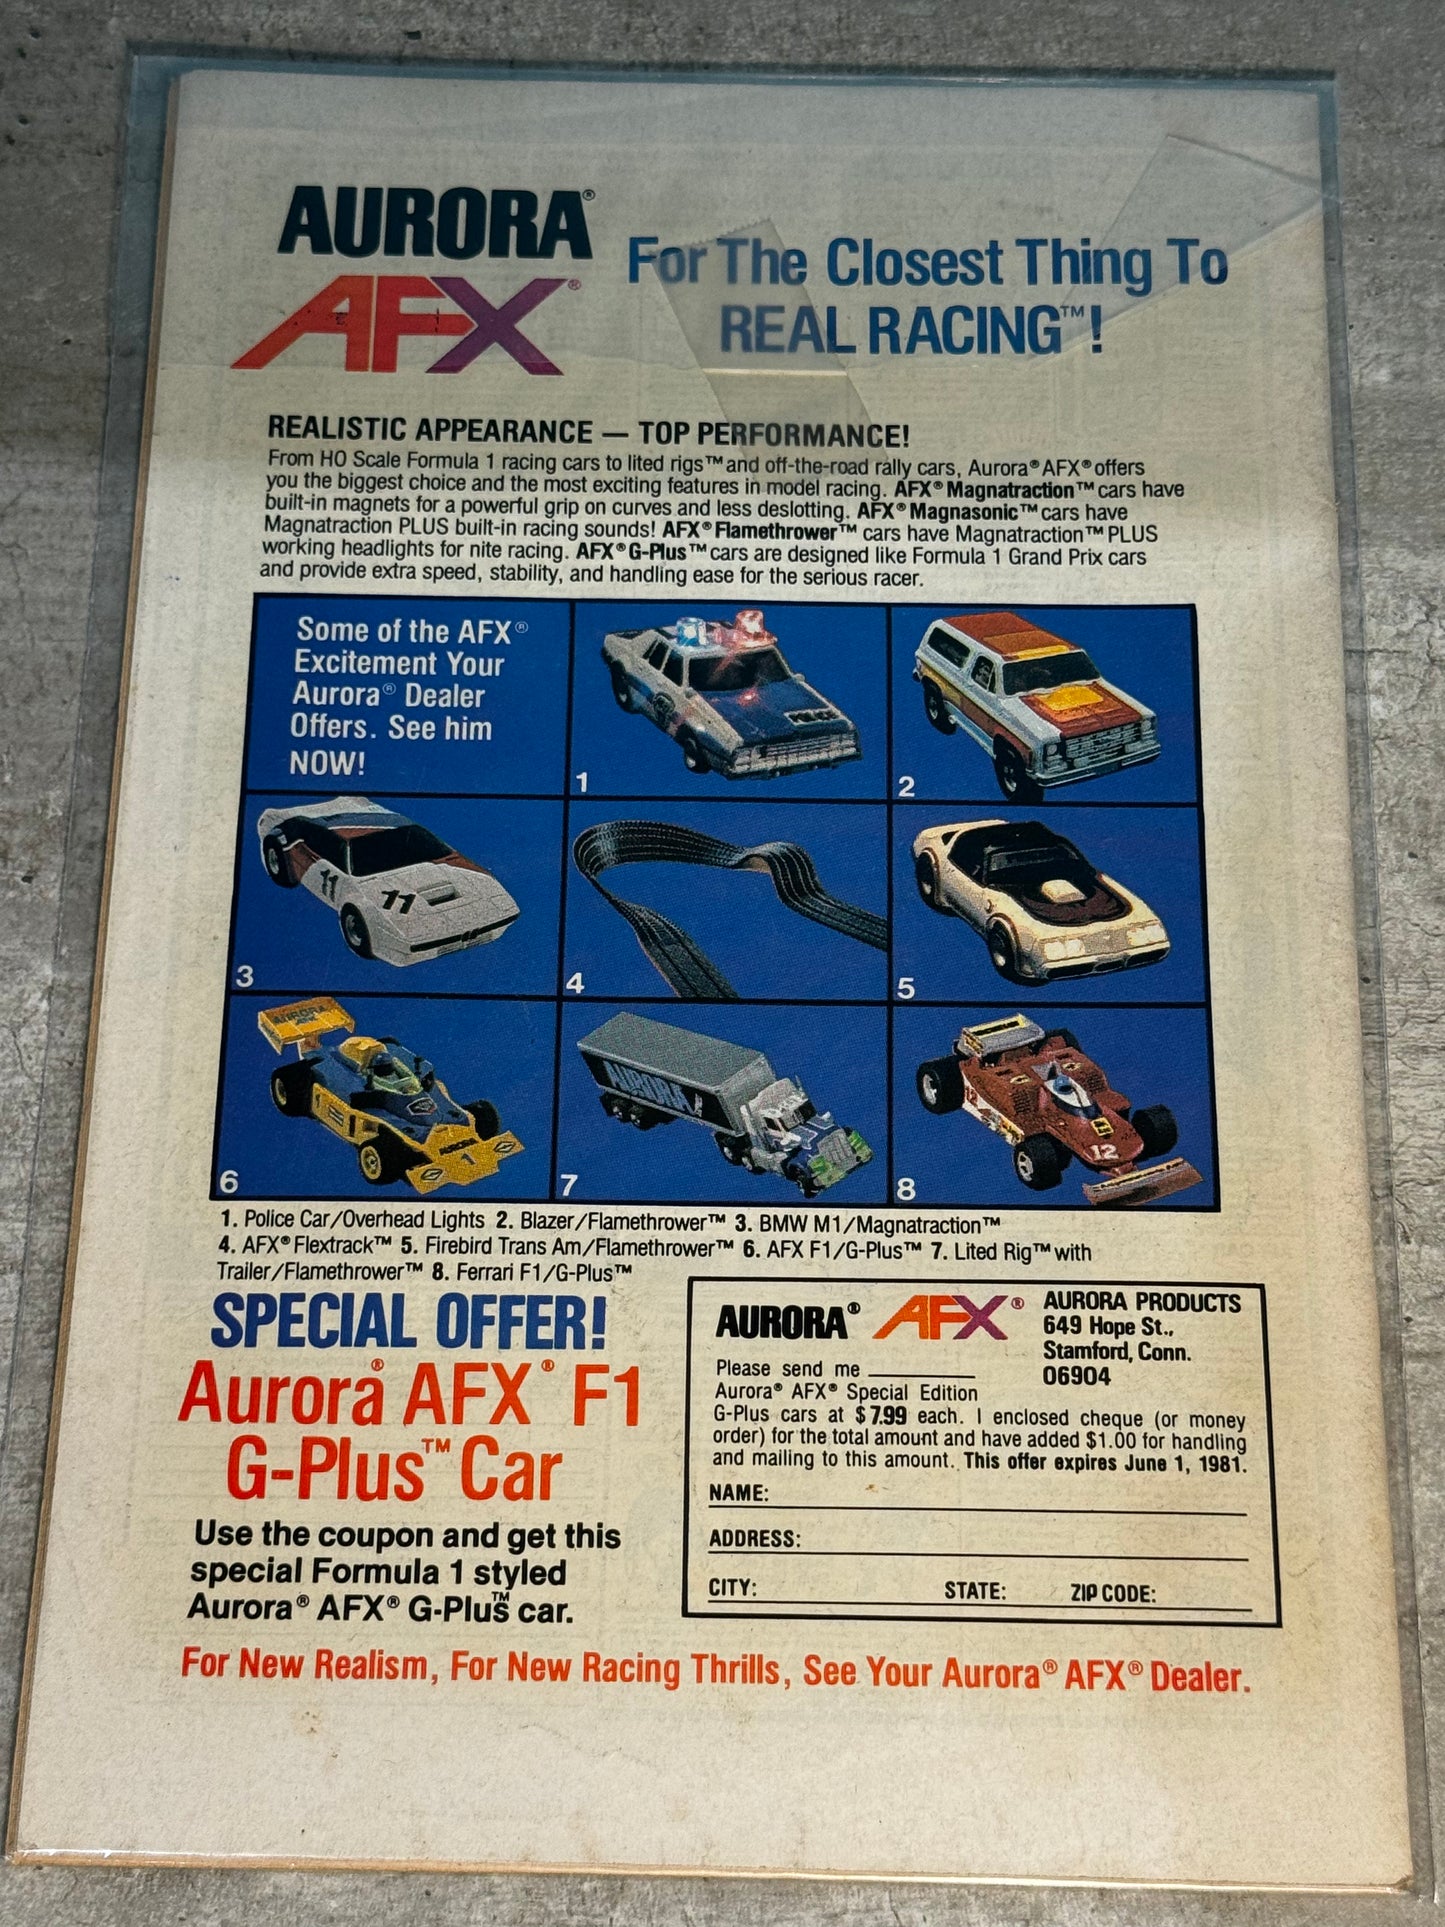 AURORA®
AFX®
For The Closest Thing To
REAL RACING™!
REALISTIC APPEARANCE — TOP PERFORMANCE!
From HO Scale Formula 1 racing cars to lited rigs™ and off-the-road rally cars, Aurora® AFX® offers
you the biggest choice and the most exciting features in model racing. AFX® Magnatraction™ cars have
built-in magnets for a powerful grip on curves and less deslotting. AFX® Magnasonic™ cars have
Magnatraction PLUS built-in racing sounds! AFX® Flamethrower™ cars have Magnatraction™ PLUS
working headlights for nite racing. AFX® G-Plus™ cars are designed like Formula 1 Grand Prix cars
and provide extra speed, stability, and handling ease for the serious racer.
Some of the AFX®
Excitement Your
Aurora® Dealer
Offers. See him
NOW!
POLICE
1
2
11
11
3
4
5
AURORA
AFX
1
1
AURORA
6
AURORA
7
12
12
8
1. Police Car/Overhead Lights 2. Blazer/Flamethrower™ 3. BMW M1/Magnatraction™
4. AFX® Flextrack™ 5. Firebird Trans Am/Flamethrower™ 6. AFX F1/G-Plus™ 7. Lited Rig™ with
Trailer/Flamethrower™ 8. Ferrari F1/G-Plus™
SPECIAL OFFER!
Aurora® AFX® F1
G-Plus™ Car
Use the coupon and get this
special Formula 1 styled
Aurora® AFX® G-Plus™ car.
AURORA® AFX®
AURORA PRODUCTS
649 Hope St.,
Stamford, Conn.
06904
Please send me ________
Aurora® AFX® Special Edition
G-Plus cars at $7.99 each. I enclosed cheque (or money
order) for the total amount and have added $1.00 for handling
and mailing to this amount. This offer expires June 1, 1981.
NAME:
ADDRESS:
CITY: STATE: ZIP CODE:
For New Realism, For New Racing Thrills, See Your Aurora® AFX® Dealer.